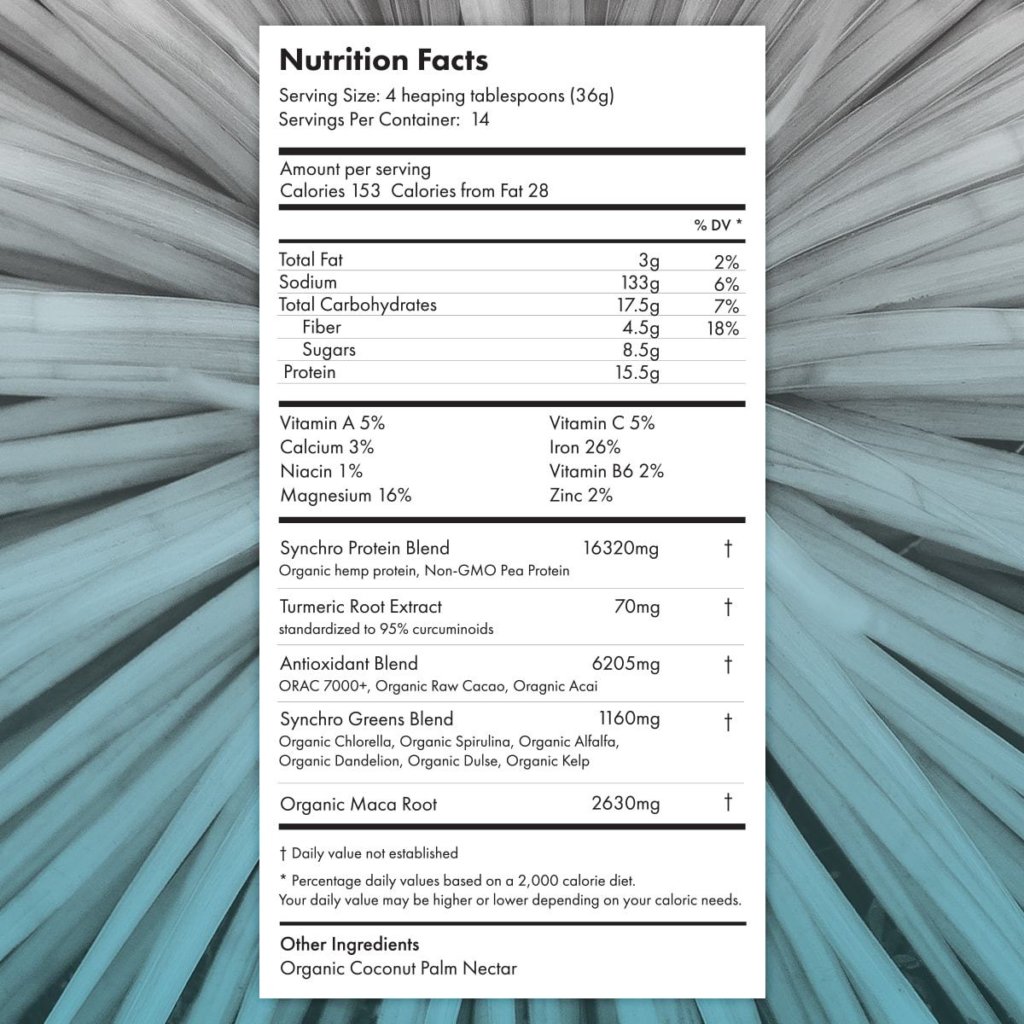 Nutrition Facts
Serving Size: 4 heaping tablespoons (36g)
Servings Per Container: 14
Amount per serving
Calories 153 Calories from Fat 28
% DV *
Total Fat 3g 2%
Sodium 133g 6%
Total Carbohydrates 17.5g 7%
Fiber 4.5g 18%
Sugars 8.5g
Protein 15.5g
Vitamin A 5% Vitamin C 5%
Calcium 3% Iron 26%
Niacin 1% Vitamin B6 2%
Magnesium 16% Zinc 2%
Synchro Protein Blend 16320mg †
Organic hemp protein, Non-GMO Pea Protein
Turmeric Root Extract 70mg †
standardized to 95% curcuminoids
Antioxidant Blend 6205mg †
ORAC 7000+, Organic Raw Cacao, Oragnic Acai
Synchro Greens Blend 1160mg †
Organic Chlorella, Organic Spirulina, Organic Alfalfa,
Organic Dandelion, Organic Dulse, Organic Kelp
Organic Maca Root 2630mg †
† Daily value not established
* Percentage daily values based on a 2,000 calorie diet.
Your daily value may be higher or lower depending on your caloric needs.
Other Ingredients
Organic Coconut Palm Nectar